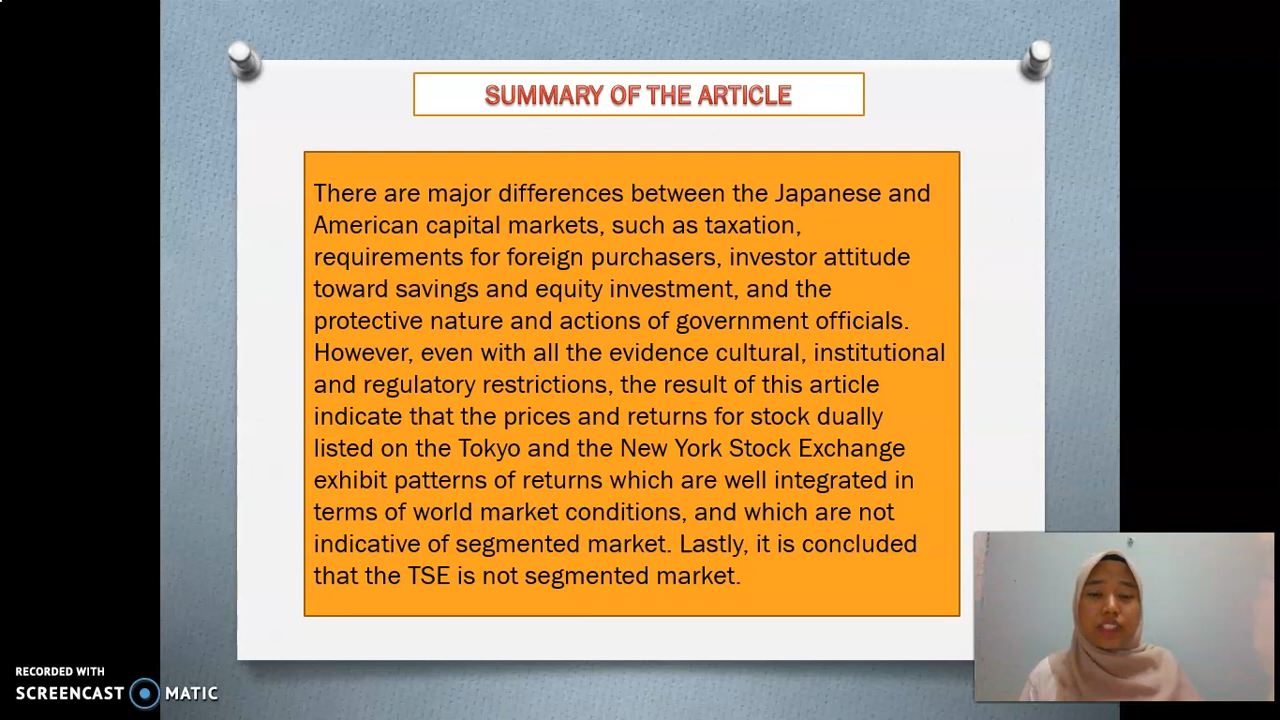 SUMMARY OF THE ARTICLE
There are major differences between the Japanese and
American capital markets, such as taxation,
requirements for foreign purchasers, investor attitude
toward savings and equity investment, and the
protective nature and actions of government officials.
However, even with all the evidence cultural, institutional
and regulatory restrictions, the result of this article
indicate that the prices and returns for stock dually
listed on the Tokyo and the New York Stock Exchange
exhibit patterns of returns which are well integrated in
terms of world market conditions, and which are not
indicative of segmented market. Lastly, it is concluded
that the TSE is not segmented market.
RECORDED WITH
SCREENCAST MATIC